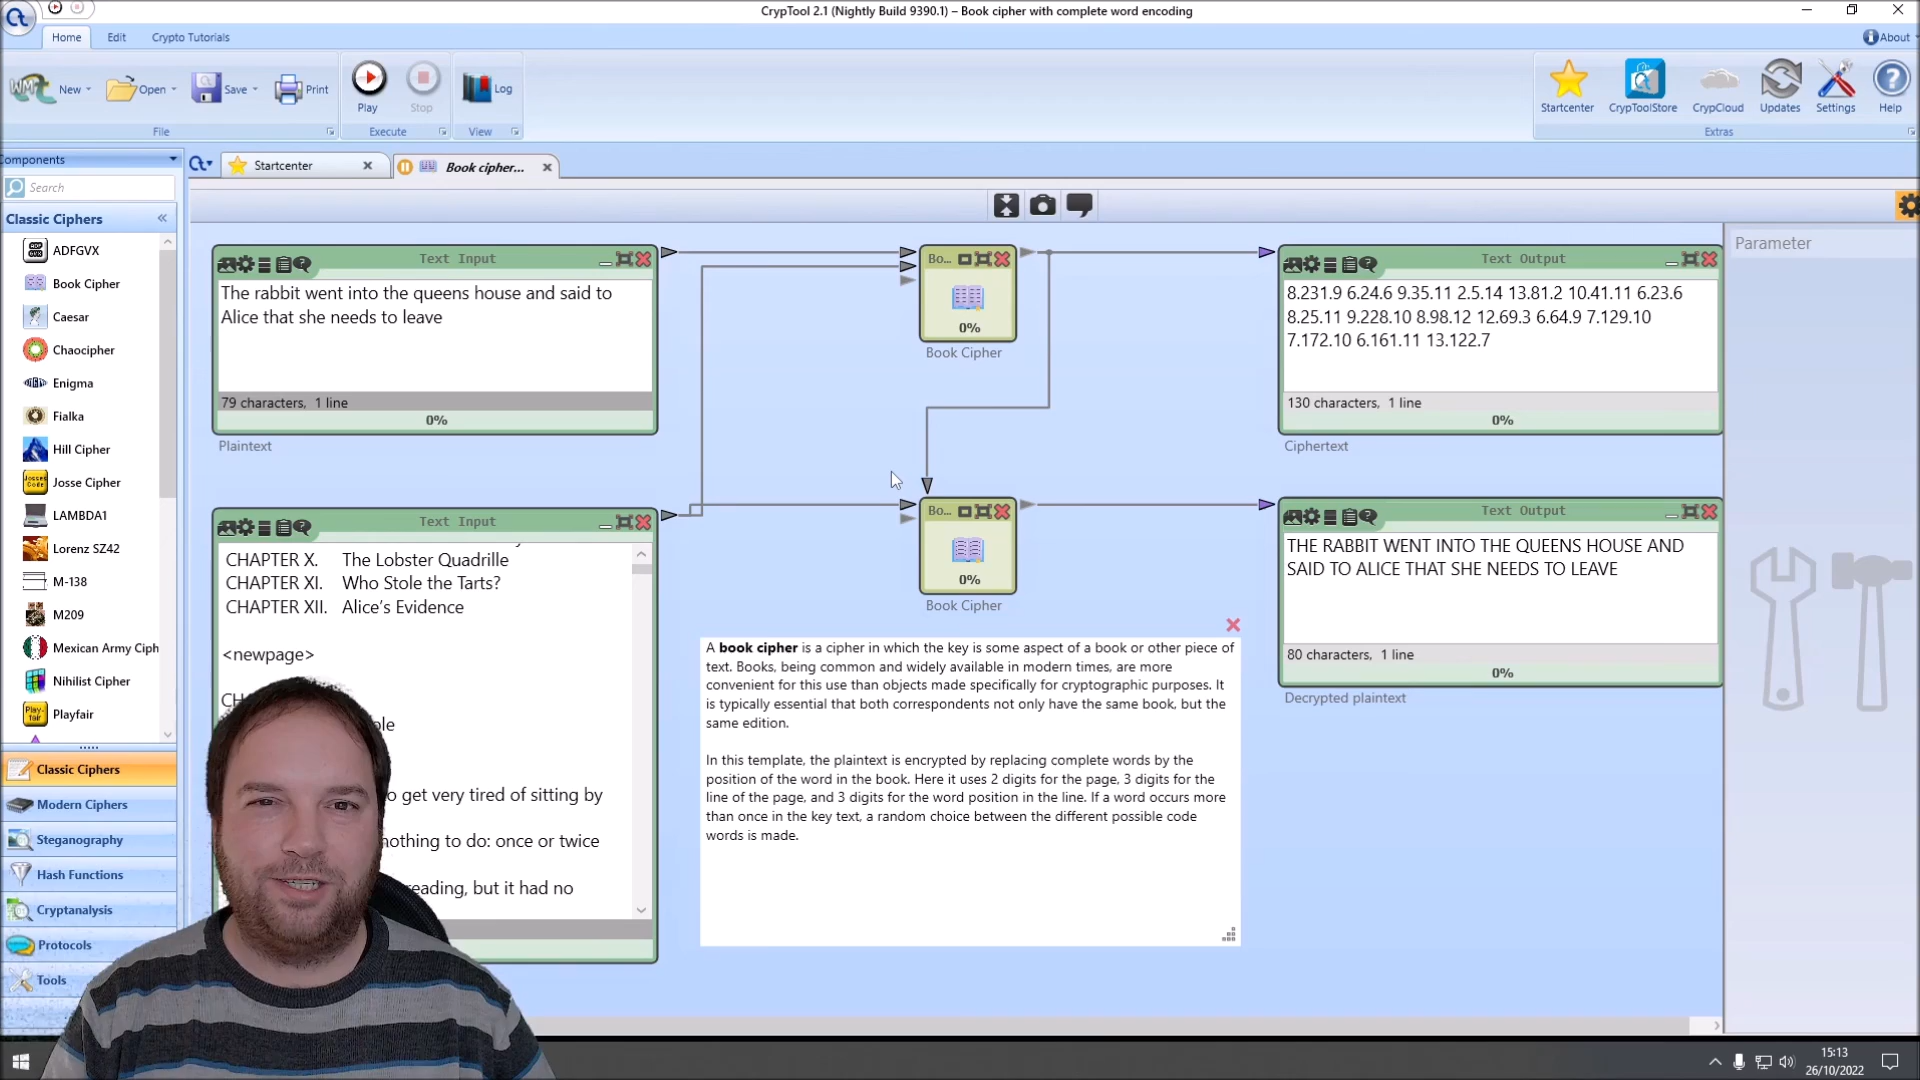 CrypTool 2.1 (Nightly Build 9390.1) – Book cipher with complete word encoding
Home Edit Crypto Tutorials
About
New Open Save Print
Play Stop
Log
Startcenter CrypToolStore CrypCloud Updates Settings Help
File Execute View Extras
Components
Startcenter
Book cipher...
Search
Classic Ciphers
ADFGVX
Book Cipher
Caesar
Chaocipher
Enigma
Fialka
Hill Cipher
Josse Cipher
LAMBDA1
Lorenz SZ42
M-138
M209
Mexican Army Ciph
Nihilist Cipher
Playfair
Classic Ciphers
Modern Ciphers
Steganography
Hash Functions
Cryptanalysis
Protocols
Tools
Text Input
The rabbit went into the queens house and said to
Alice that she needs to leave
79 characters, 1 line
0%
Plaintext
Bo...
0%
Book Cipher
Text Output
8.231.9 6.24.6 9.35.11 2.5.14 13.81.2 10.41.11 6.23.6
8.25.11 9.228.10 8.98.12 12.69.3 6.64.9 7.129.10
7.172.10 6.161.11 13.122.7
130 characters, 1 line
0%
Ciphertext
Parameter
Text Input
CHAPTER X. The Lobster Quadrille
CHAPTER XI. Who Stole the Tarts?
CHAPTER XII. Alice’s Evidence
<newpage>
to get very tired of sitting by
nothing to do: once or twice
reading, but it had no
Bo...
0%
Book Cipher
Text Output
THE RABBIT WENT INTO THE QUEENS HOUSE AND
SAID TO ALICE THAT SHE NEEDS TO LEAVE
80 characters, 1 line
0%
Decrypted plaintext
A book cipher is a cipher in which the key is some aspect of a book or other piece of
text. Books, being common and widely available in modern times, are more
convenient for this use than objects made specifically for cryptographic purposes. It
is typically essential that both correspondents not only have the same book, but the
same edition.
In this template, the plaintext is encrypted by replacing complete words by the
position of the word in the book. Here it uses 2 digits for the page, 3 digits for the
line of the page, and 3 digits for the word position in the line. If a word occurs more
than once in the key text, a random choice between the different possible code
words is made.
15:13
26/10/2022